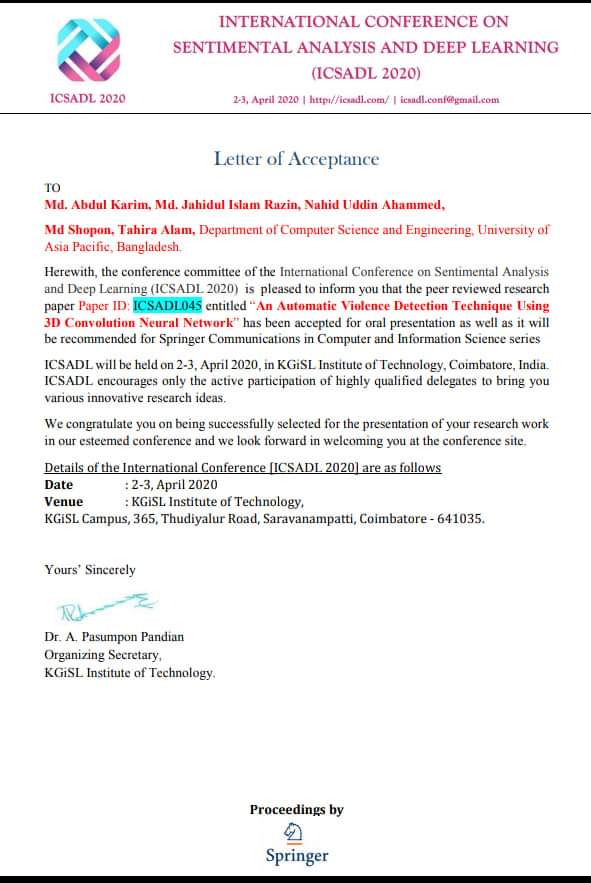 INTERNATIONAL CONFERENCE ON
SENTIMENTAL ANALYSIS AND DEEP LEARNING
(ICSADL 2020)
ICSADL 2020
2-3, April 2020 | http://icsadl.com/ | icsadl.conf@gmail.com
Letter of Acceptance
TO
Md. Abdul Karim, Md. Jahidul Islam Razin, Nahid Uddin Ahammed,
Md Shopon, Tahira Alam, Department of Computer Science and Engineering, University of
Asia Pacific, Bangladesh.
Herewith, the conference committee of the International Conference on Sentimental Analysis
and Deep Learning (ICSADL 2020) is pleased to inform you that the peer reviewed research
paper Paper ID: ICSADL045 entitled “An Automatic Violence Detection Technique Using
3D Convolution Neural Network” has been accepted for oral presentation as well as it will
be recommended for Springer Communications in Computer and Information Science series
ICSADL will be held on 2-3, April 2020, in KGiSL Institute of Technology, Coimbatore, India.
ICSADL encourages only the active participation of highly qualified delegates to bring you
various innovative research ideas.
We congratulate you on being successfully selected for the presentation of your research work
in our esteemed conference and we look forward in welcoming you at the conference site.
Details of the International Conference [ICSADL 2020] are as follows
Date : 2-3, April 2020
Venue : KGiSL Institute of Technology,
KGiSL Campus, 365, Thudiyalur Road, Saravanampatti, Coimbatore - 641035.
Yours’ Sincerely
Dr. A. Pasumpon Pandian
Organizing Secretary,
KGiSL Institute of Technology.
Proceedings by
Springer